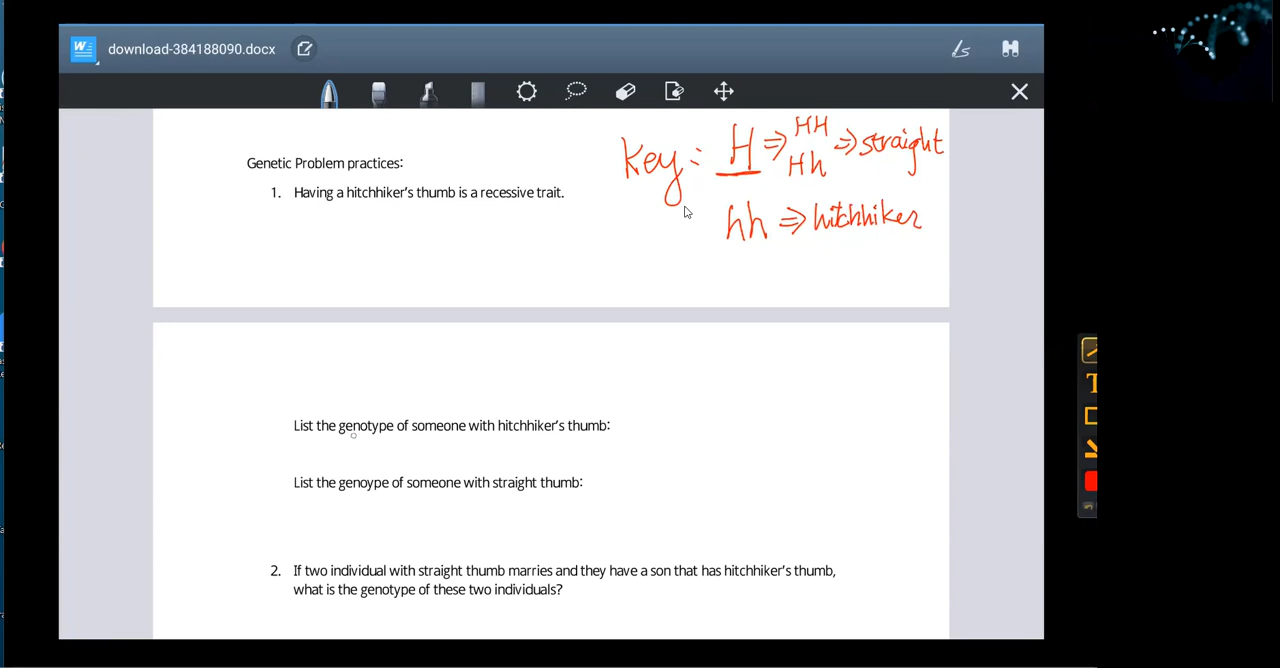 download-384188090.docx
Genetic Problem practices:
Key: H ⇒ HH ⇒ straight
Hh
1. Having a hitchhiker's thumb is a recessive trait.
hh ⇒ hitchhiker
List the genotype of someone with hitchhiker's thumb:
List the genoype of someone with straight thumb:
2. If two individual with straight thumb marries and they have a son that has hitchhiker's thumb,
what is the genotype of these two individuals?